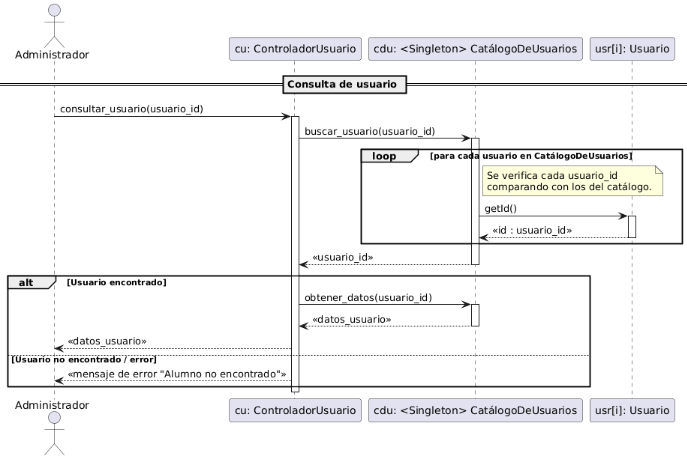 Administrador
cu: ControladorUsuario
cdu: <Singleton> CatálogoDeUsuarios
usr[i]: Usuario
Consulta de usuario
consultar_usuario(usuario_id)
buscar_usuario(usuario_id)
loop
[para cada usuario en CatálogoDeUsuarios]
Se verifica cada usuario_id
comparando con los del catálogo.
getId()
«id : usuario_id»
«usuario_id»
alt
[Usuario encontrado]
obtener_datos(usuario_id)
«datos_usuario»
«datos_usuario»
[Usuario no encontrado / error]
«mensaje de error "Alumno no encontrado"»
Administrador
cu: ControladorUsuario
cdu: <Singleton> CatálogoDeUsuarios
usr[i]: Usuario